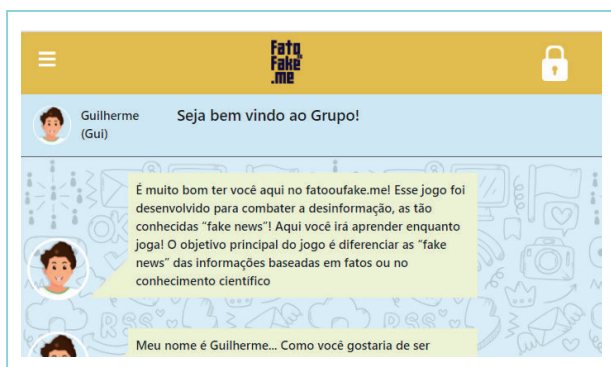 Fato
ou
Fake
.me
Guilherme
(Gui)
Seja bem vindo ao Grupo!
É muito bom ter você aqui no fatooufake.me! Esse jogo foi
desenvolvido para combater a desinformação, as tão
conhecidas “fake news”! Aqui você irá aprender enquanto
joga! O objetivo principal do jogo é diferenciar as “fake
news” das informações baseadas em fatos ou no
conhecimento científico
Meu nome é Guilherme... Como você gostaria de ser
OK
RSS
RSS